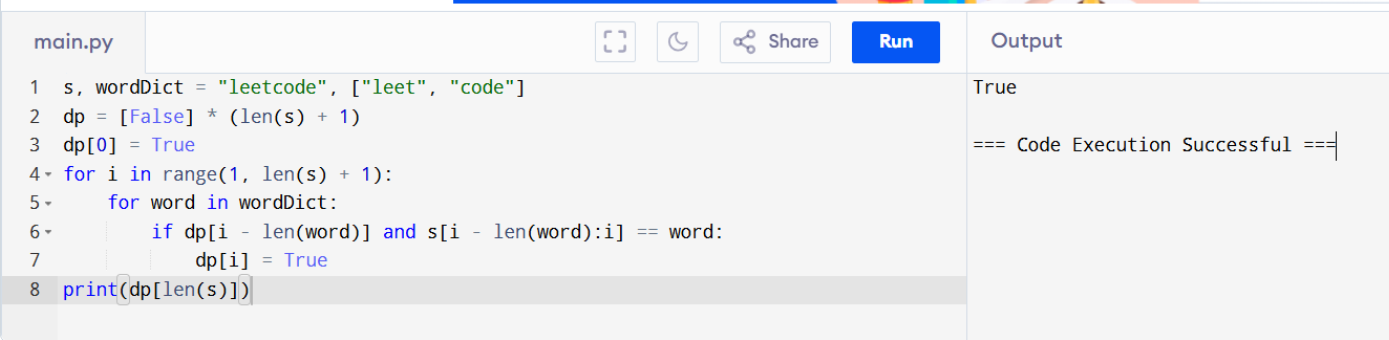 main.py
Share
Run
Output
1 s, wordDict = "leetcode", ["leet", "code"]
2 dp = [False] * (len(s) + 1)
3 dp[0] = True
4 for i in range(1, len(s) + 1):
5     for word in wordDict:
6         if dp[i - len(word)] and s[i - len(word):i] == word:
7             dp[i] = True
8 print(dp[len(s)])
True
=== Code Execution Successful ===